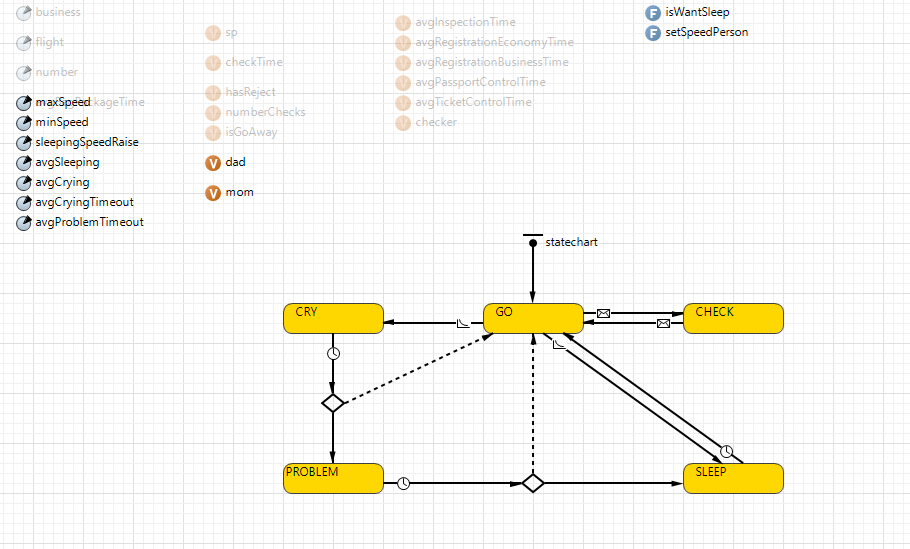 business
flight
number
maxSpeed
minSpeed
sleepingSpeedRaise
avgSleeping
avgCrying
avgCryingTimeout
avgProblemTimeout
sp
checkTime
hasReject
numberChecks
isGoAway
dad
mom
avgInspectionTime
avgRegistrationEconomyTime
avgRegistrationBusinessTime
avgPassportControlTime
avgTicketControlTime
checker
isWantSleep
setSpeedPerson
statechart
CRY
GO
CHECK
PROBLEM
SLEEP